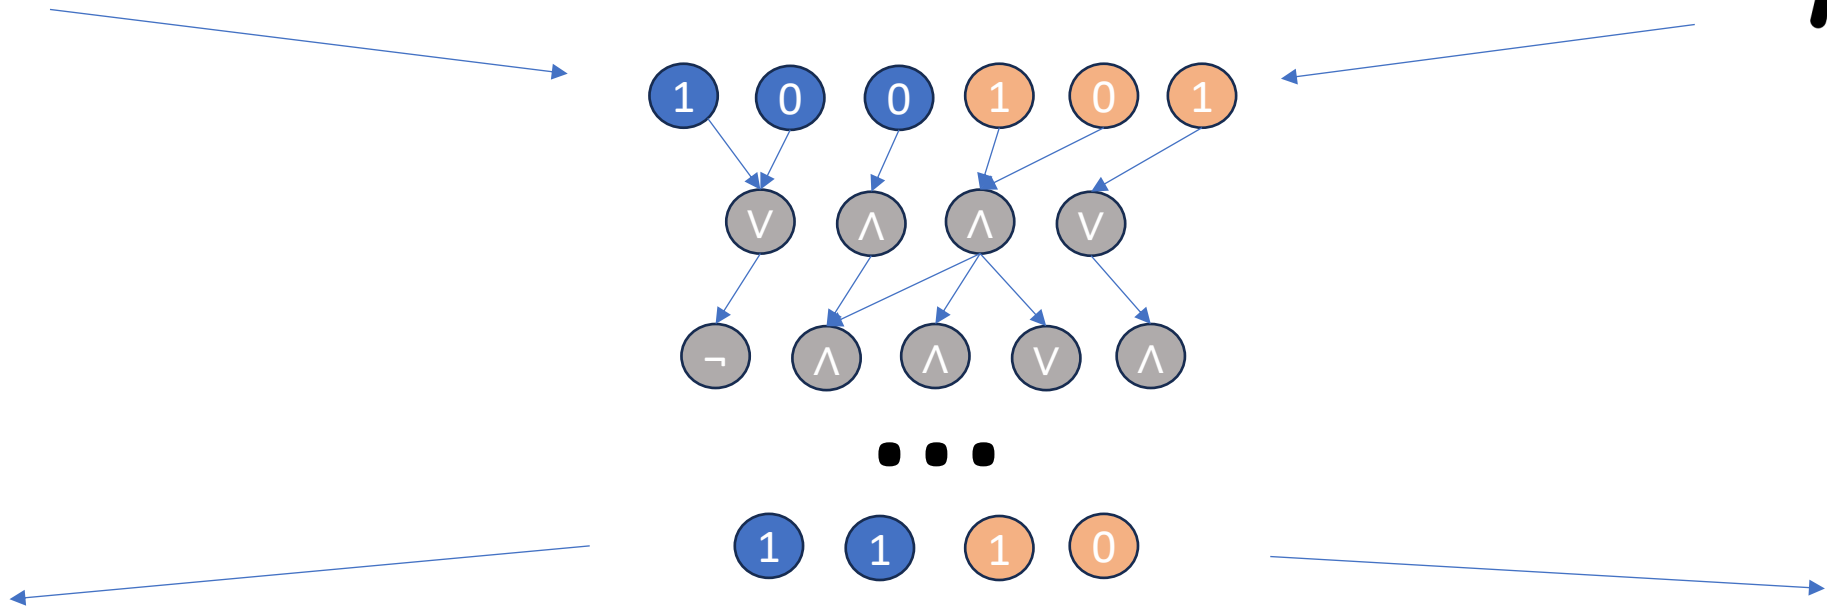 1 0 0 1 0 1
∨ ∧ ∧ ∨
¬ ∧ ∧ ∨ ∧
...
1 1 1 0